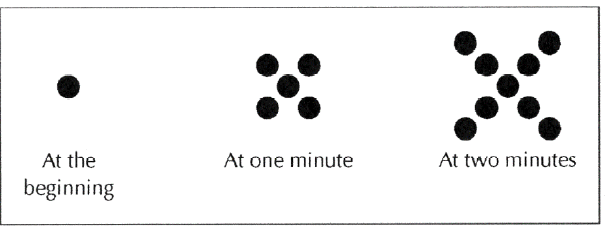 At the
beginning
At one minute
At two minutes